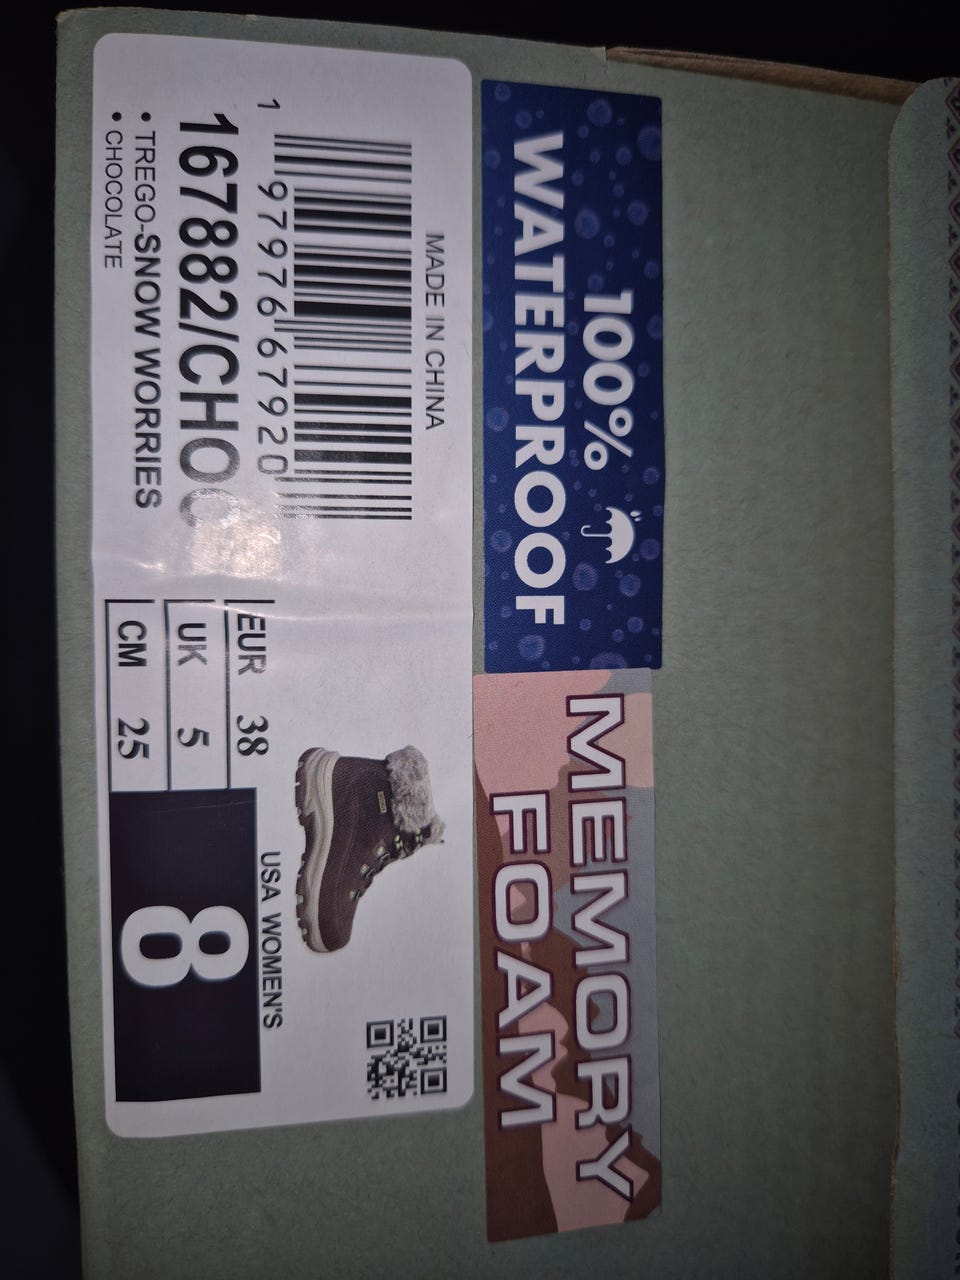 100%
WATERPROOF
MEMORY
FOAM
MADE IN CHINA
1 97976 67920
167882/CHOC
• TREGO-SNOW WORRIES
• CHOCOLATE
USA WOMEN'S
8
EUR 38
UK 5
CM 25